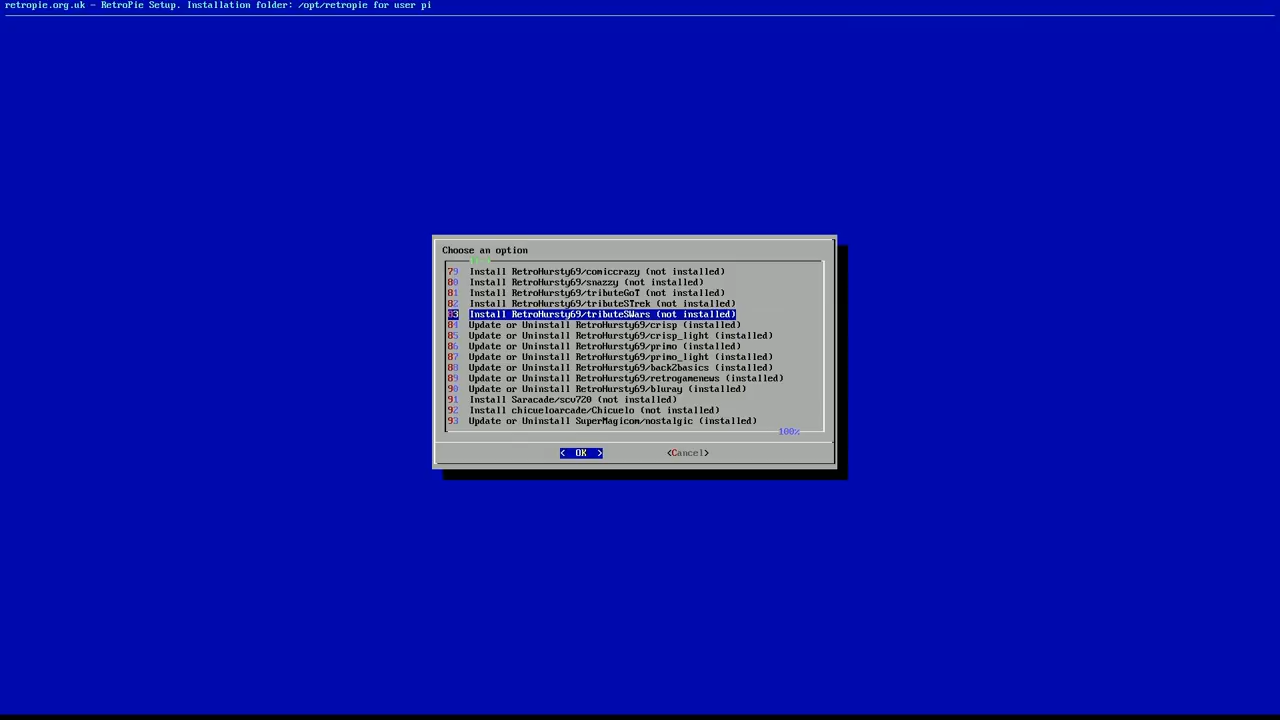 retropie.org.uk - RetroPie Setup. Installation folder: /opt/retropie for user pi
Choose an option
79 Install RetroHursty69/comiccrazy (not installed)
80 Install RetroHursty69/snazzy (not installed)
81 Install RetroHursty69/tributeGoT (not installed)
82 Install RetroHursty69/tributeSTrek (not installed)
83 Install RetroHursty69/tributeSWars (not installed)
84 Update or Uninstall RetroHursty69/crisp (installed)
85 Update or Uninstall RetroHursty69/crisp_light (installed)
86 Update or Uninstall RetroHursty69/primo (installed)
87 Update or Uninstall RetroHursty69/primo_light (installed)
88 Update or Uninstall RetroHursty69/back2basics (installed)
89 Update or Uninstall RetroHursty69/retrogamenews (installed)
90 Update or Uninstall RetroHursty69/bluray (installed)
91 Install Saracade/scv720 (not installed)
92 Install chicueloarcade/Chicuelo (not installed)
93 Update or Uninstall SuperMagicom/nostalgic (installed)
100%
< OK > <Cancel>